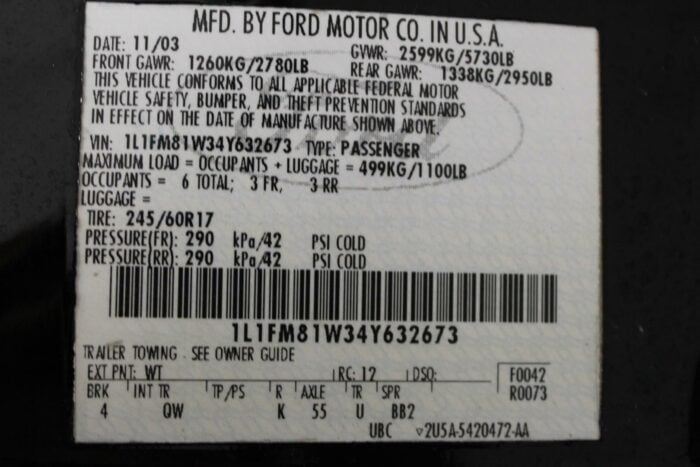 MFD. BY FORD MOTOR CO. IN U.S.A.
DATE: 11/03 GVWR: 2599KG/5730LB
FRONT GAWR: 1260KG/2780LB REAR GAWR: 1338KG/2950LB
THIS VEHICLE CONFORMS TO ALL APPLICABLE FEDERAL MOTOR
VEHICLE SAFETY, BUMPER, AND THEFT PREVENTION STANDARDS
IN EFFECT ON THE DATE OF MANUFACTURE SHOWN ABOVE.
VIN: 1L1FM81W34Y632673 TYPE: PASSENGER
MAXIMUM LOAD = OCCUPANTS + LUGGAGE = 499KG/1100LB
OCCUPANTS = 6 TOTAL; 3 FR, 3 RR
LUGGAGE =
TIRE: 245/60R17
PRESSURE(FR): 290 kPa/42 PSI COLD
PRESSURE(RR): 290 kPa/42 PSI COLD
1L1FM81W34Y632673
TRAILER TOWING - SEE OWNER GUIDE
EXT PNT: WT RC: 12 DSO: F0042
R0073
BRK INT TR TP/PS R AXLE TR SPR
4 QW K 55 U BB2
UBC ▿2U5A-5420472-AA